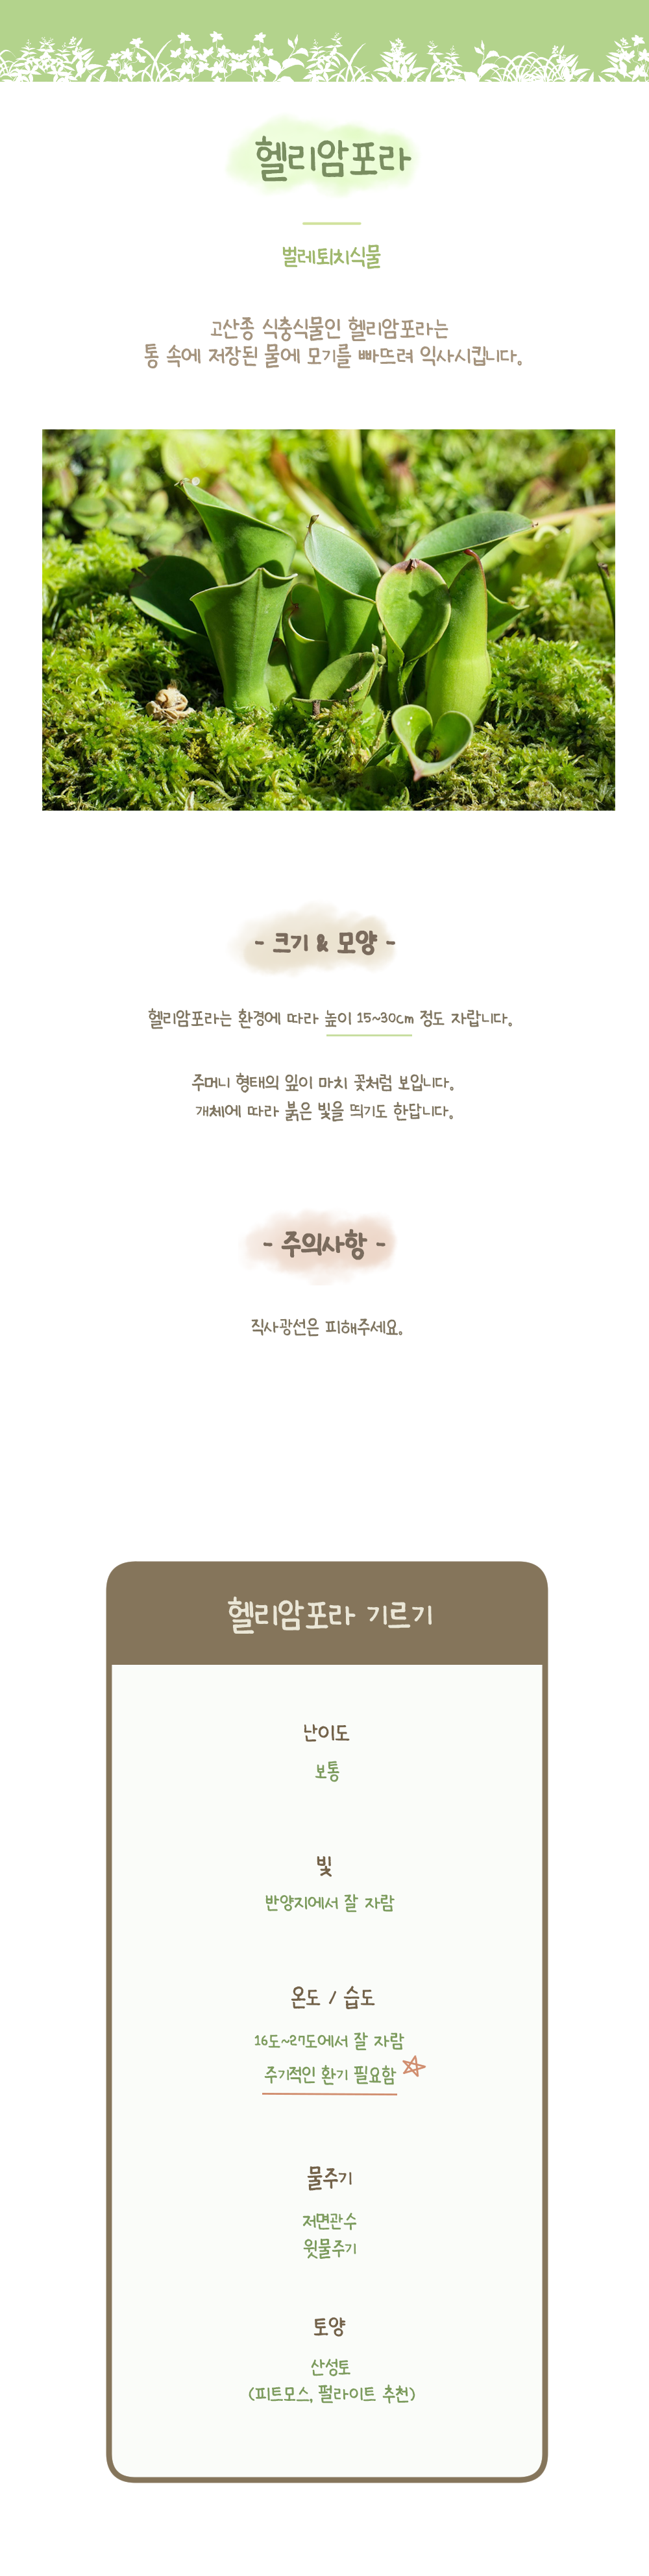 헬리암포라
벌레퇴치식물
고산종 식충식물인 헬리암포라는
통 속에 저장된 물에 모기를 빠뜨려 익사시킵니다.
- 크기 & 모양 -
헬리암포라는 환경에 따라 높이 15~30cm 정도 자랍니다.
주머니 형태의 잎이 마치 꽃처럼 보입니다.
개체에 따라 붉은 빛을 띄기도 한답니다.
- 주의사항 -
직사광선은 피해주세요.
헬리암포라 기르기
난이도
보통
빛
반양지에서 잘 자람
온도 / 습도
16도~27도에서 잘 자람
주기적인 환기 필요함
물주기
저면관수
윗물주기
토양
산성토
(피트모스, 펄라이트 추천)